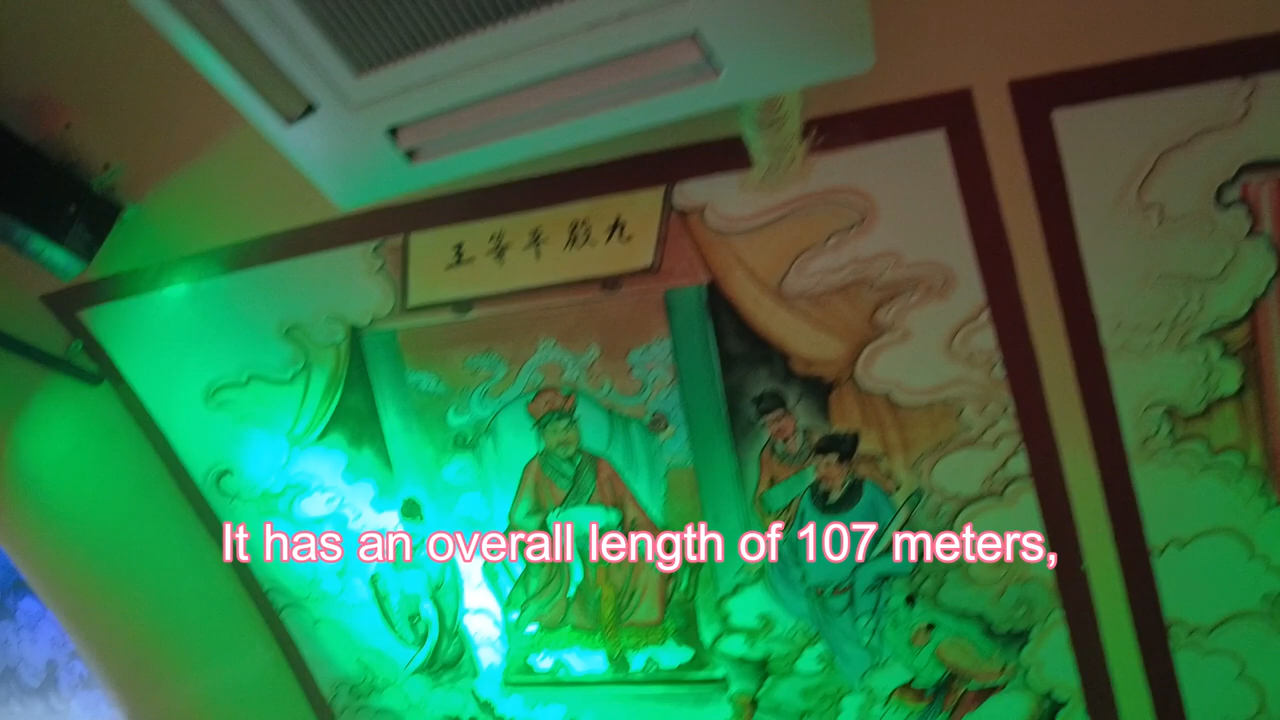 九殿平等王
It has an overall length of 107 meters,